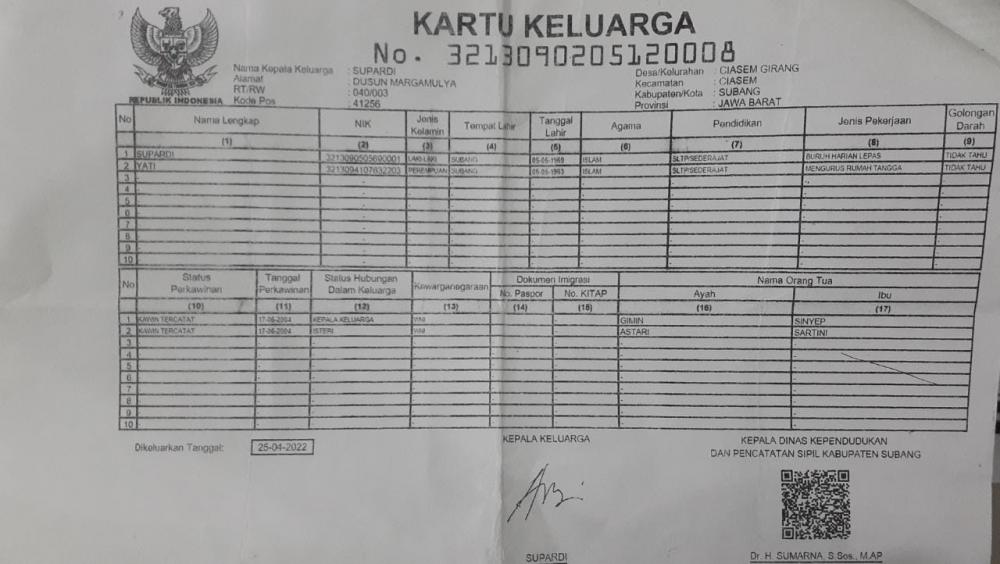 KARTU KELUARGA
No. 3213090205120008
Nama Kepala Keluarga : SUPARDI
Alamat : DUSUN MARGAMULYA
RT/RW : 040/003
Kode Pos : 41256
Desa/Kelurahan : CIASEM GIRANG
Kecamatan : CIASEM
Kabupaten/Kota : SUBANG
Provinsi : JAWA BARAT
REPUBLIK INDONESIA
No Nama Lengkap NIK Jenis Kelamin Tempat Lahir Tanggal Lahir Agama Pendidikan Jenis Pekerjaan Golongan Darah
(1) (2) (3) (4) (5) (6) (7) (8) (9)
1 SUPARDI 3213090505690001 LAKI-LAKI SUBANG 05-05-1969 ISLAM SLTP/SEDERAJAT BURUH HARIAN LEPAS TIDAK TAHU
2 YATI 3213094107632203 PEREMPUAN SUBANG ISLAM SLTP/SEDERAJAT MENGURUS RUMAH TANGGA TIDAK TAHU
3 -
4 -
5 -
6 -
7 -
8 -
9 -
10 -
No Status Perkawinan Tanggal Perkawinan Status Hubungan Dalam Keluarga Kewarganegaraan Dokumen Imigrasi Nama Orang Tua
No. Paspor No. KITAP Ayah Ibu
(10) (11) (12) (13) (14) (15) (16) (17)
1 KAWIN TERCATAT 17-06-2004 KEPALA KELUARGA WNI - - GIMIN SINYEP
2 KAWIN TERCATAT 17-06-2004 ISTERI WNI - - ASTARI SARTINI
3 -
4 -
5 -
6 -
7 -
8 -
9 -
10 -
Dikeluarkan Tanggal: 25-04-2022
KEPALA KELUARGA
SUPARDI
KEPALA DINAS KEPENDUDUKAN
DAN PENCATATAN SIPIL KABUPATEN SUBANG
Dr. H. SUMARNA, S.Sos., M.AP